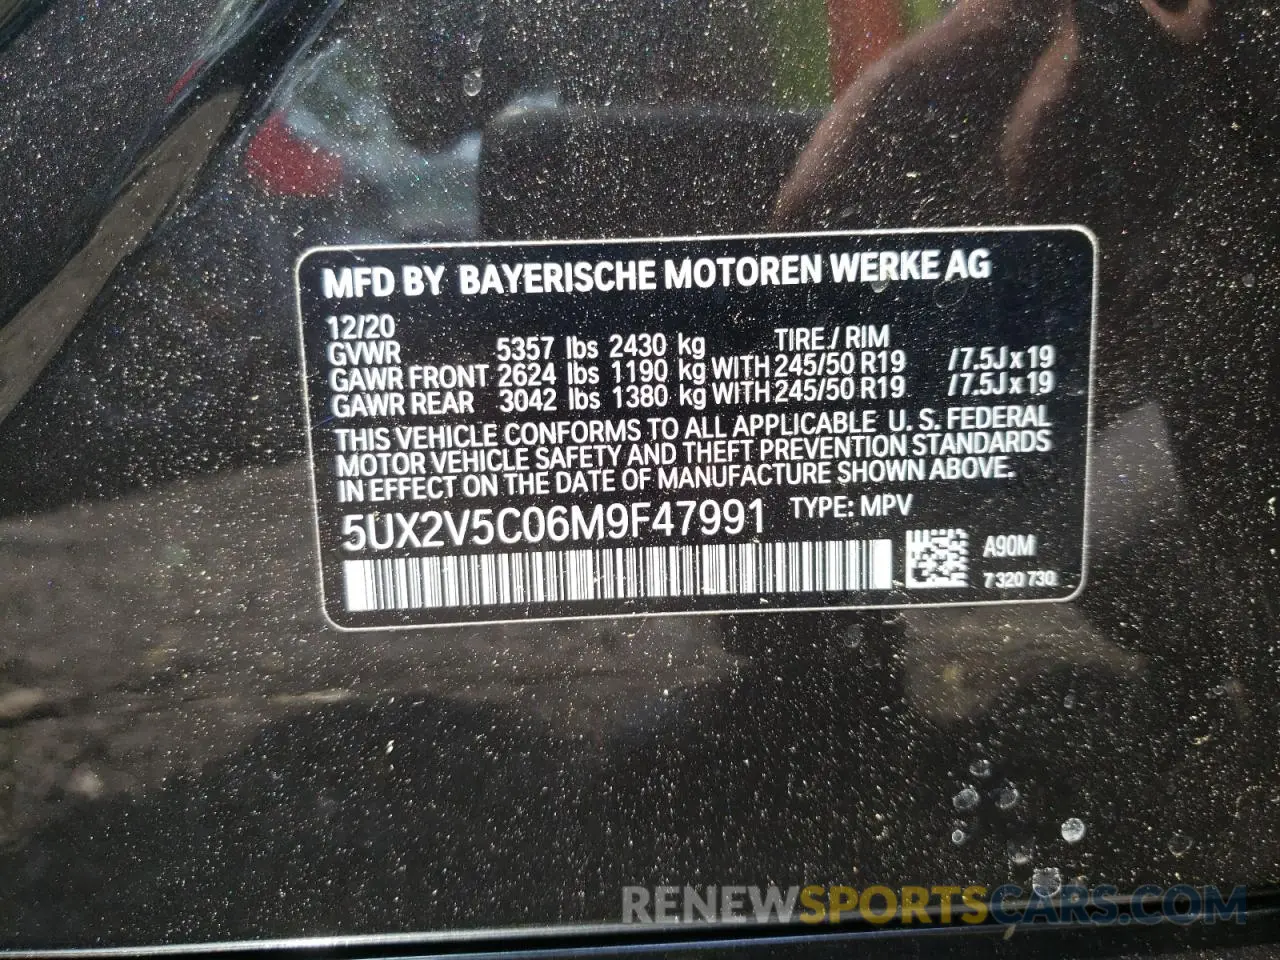 MFD BY BAYERISCHE MOTOREN WERKE AG
12/20 TIRE / RIM
GVWR 5357 lbs 2430 kg
GAWR FRONT 2624 lbs 1190 kg WITH 245/50 R19 /7.5J x 19
GAWR REAR 3042 lbs 1380 kg WITH 245/50 R19 /7.5J x 19
THIS VEHICLE CONFORMS TO ALL APPLICABLE U. S. FEDERAL
MOTOR VEHICLE SAFETY AND THEFT PREVENTION STANDARDS
IN EFFECT ON THE DATE OF MANUFACTURE SHOWN ABOVE.
5UX2V5C06M9F47991 TYPE: MPV
A90M
7 320 730
RENEWSPORTSCARS.COM